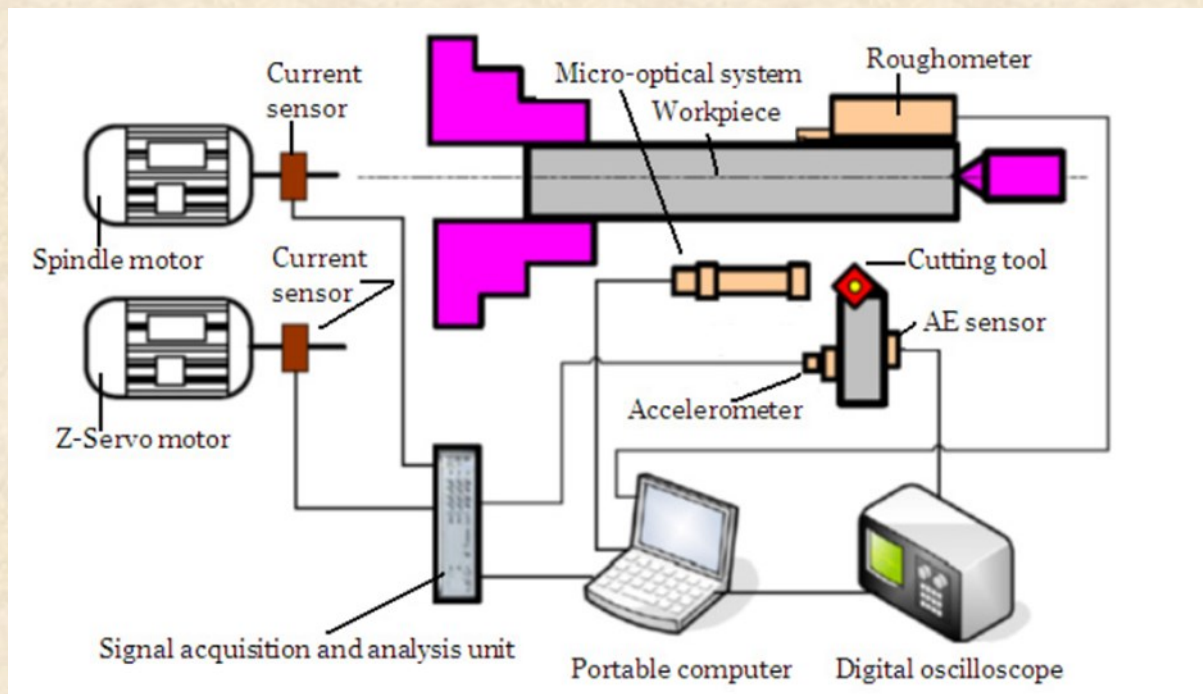 Current
sensor
Micro-optical system
Roughometer
Workpiece
Spindle motor
Current
sensor
Cutting tool
AE sensor
Accelerometer
Z-Servo motor
Signal acquisition and analysis unit
Portable computer
Digital oscilloscope